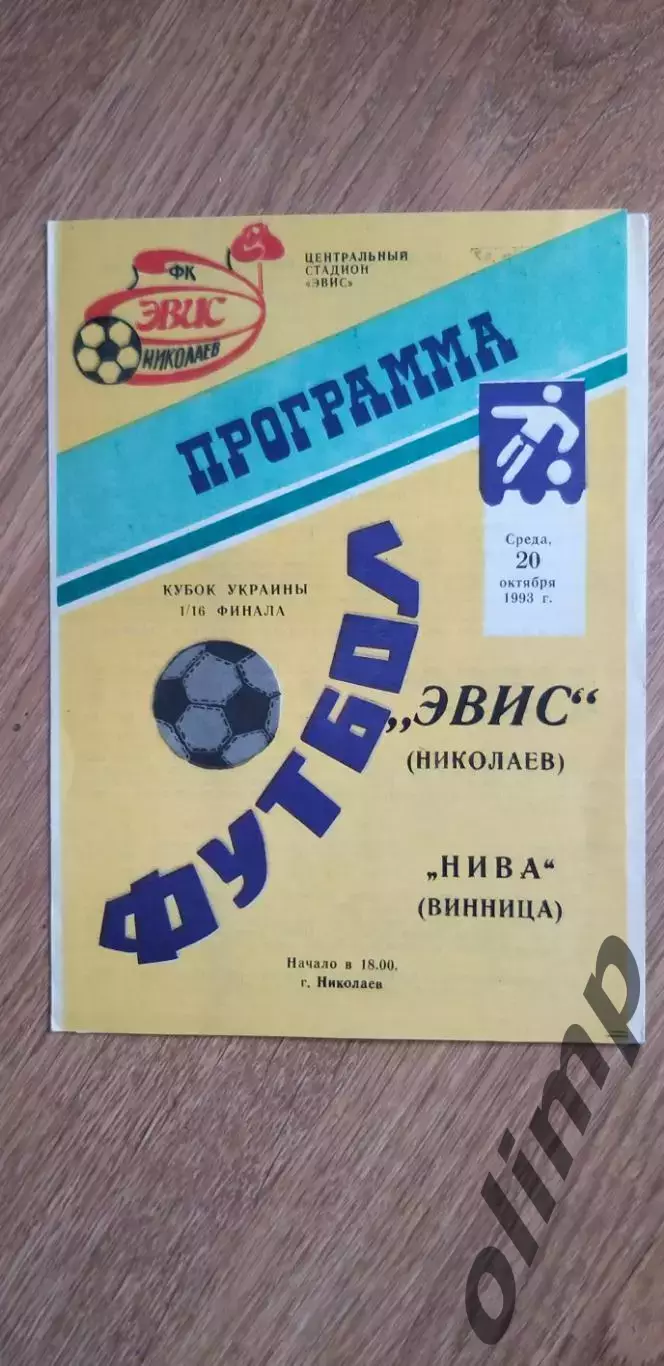 ФК
ЭВИС
НИКОЛАЕВ
ЦЕНТРАЛЬНЫЙ
СТАДИОН
«ЭВИС»
ПРОГРАММА
Среда,
20
октября
1993 г.
КУБОК УКРАИНЫ
1/16 ФИНАЛА
ФУТБОЛ
„ЭВИС“
(НИКОЛАЕВ)
„НИВА“
(ВИННИЦА)
Начало в 18.00.
г. Николаев
olimp